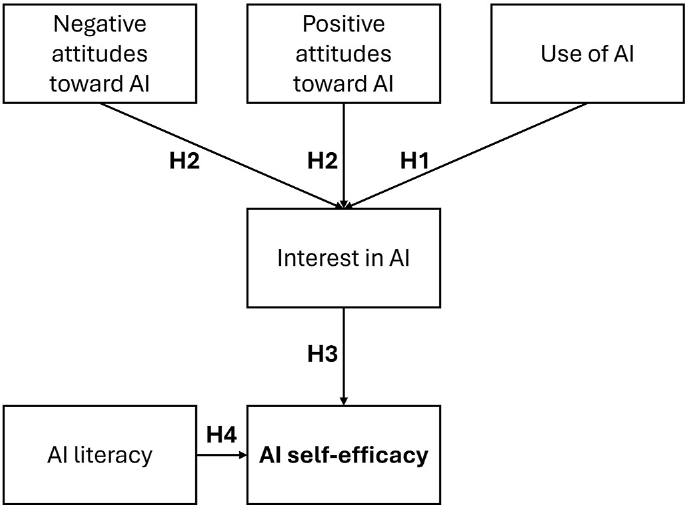 Negative
attitudes
toward AI
Positive
attitudes
toward AI
Use of AI
H2
H2
H1
Interest in AI
H3
AI literacy
H4
AI self-efficacy